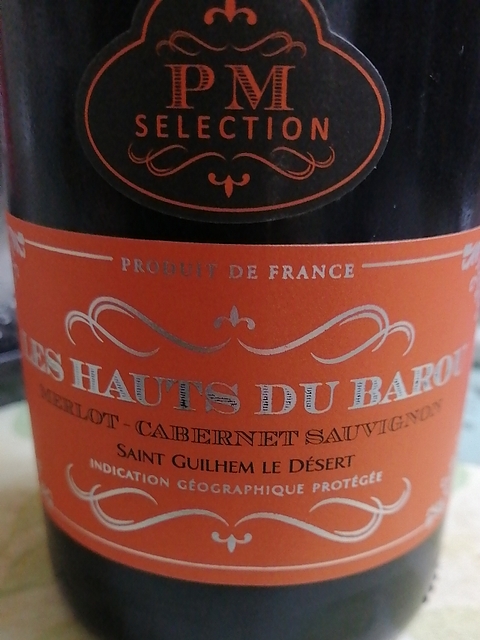 PM
SELECTION
PRODUIT DE FRANCE
LES HAUTS DU BAROU
MERLOT - CABERNET SAUVIGNON
SAINT GUILHEM LE DÉSERT
INDICATION GÉOGRAPHIQUE PROTÉGÉE